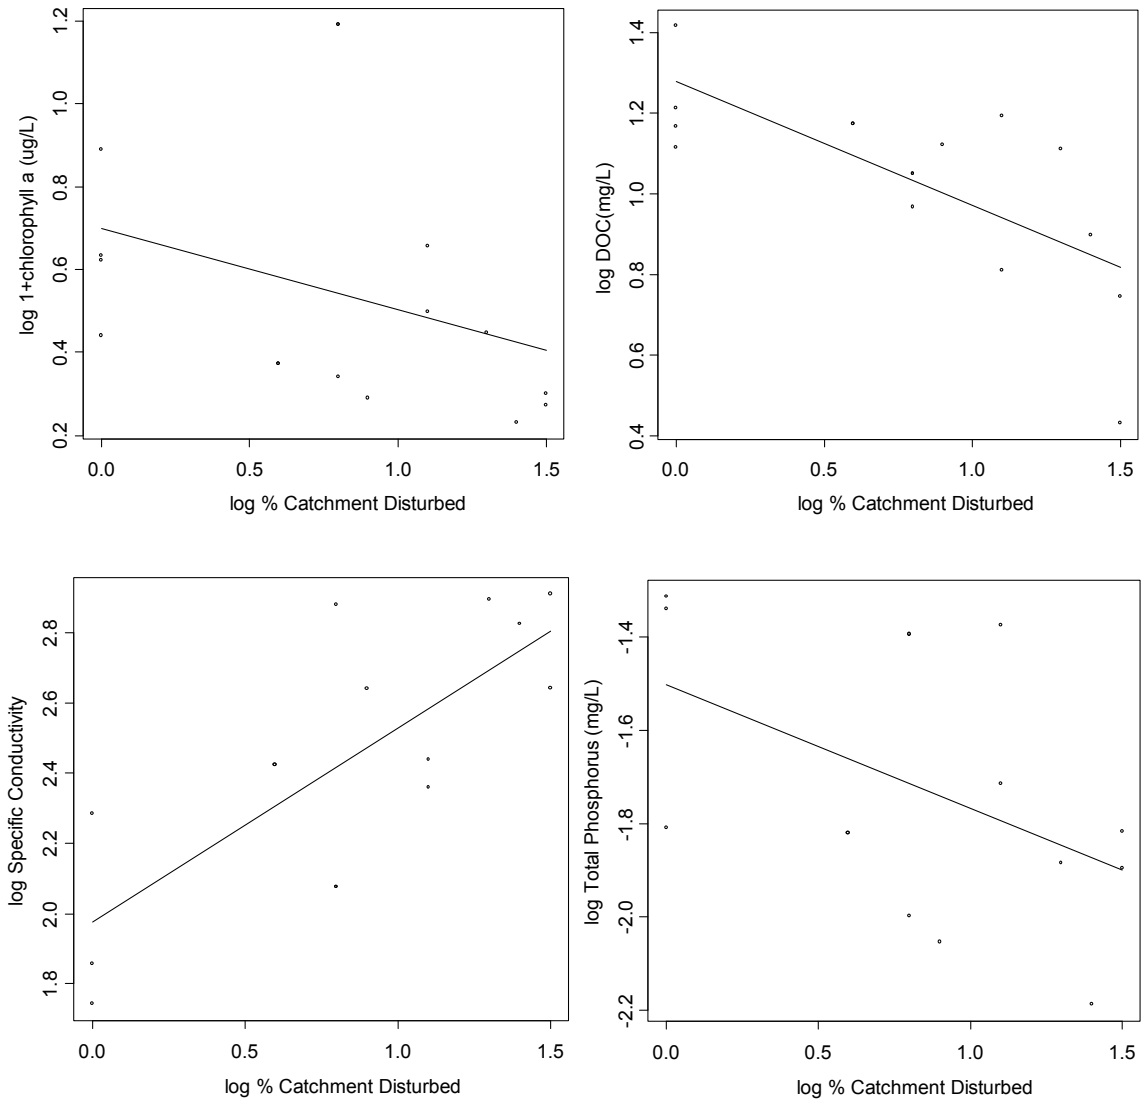 log 1+chlorophyll a (ug/L)
1.2
1.0
0.8
0.6
0.4
0.2
0.0 0.5 1.0 1.5
log % Catchment Disturbed
log DOC(mg/L)
1.4
1.2
1.0
0.8
0.6
0.4
0.0 0.5 1.0 1.5
log % Catchment Disturbed
log Specific Conductivity
2.8
2.6
2.4
2.2
2.0
1.8
0.0 0.5 1.0 1.5
log % Catchment Disturbed
log Total Phosphorus (mg/L)
-1.4
-1.6
-1.8
-2.0
-2.2
0.0 0.5 1.0 1.5
log % Catchment Disturbed